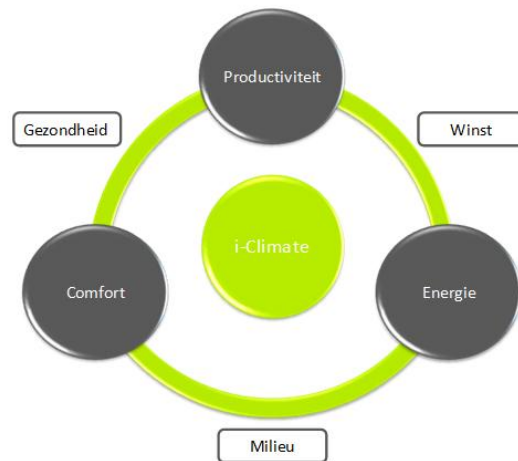 Productiviteit
Gezondheid
Winst
i-Climate
Comfort
Energie
Milieu